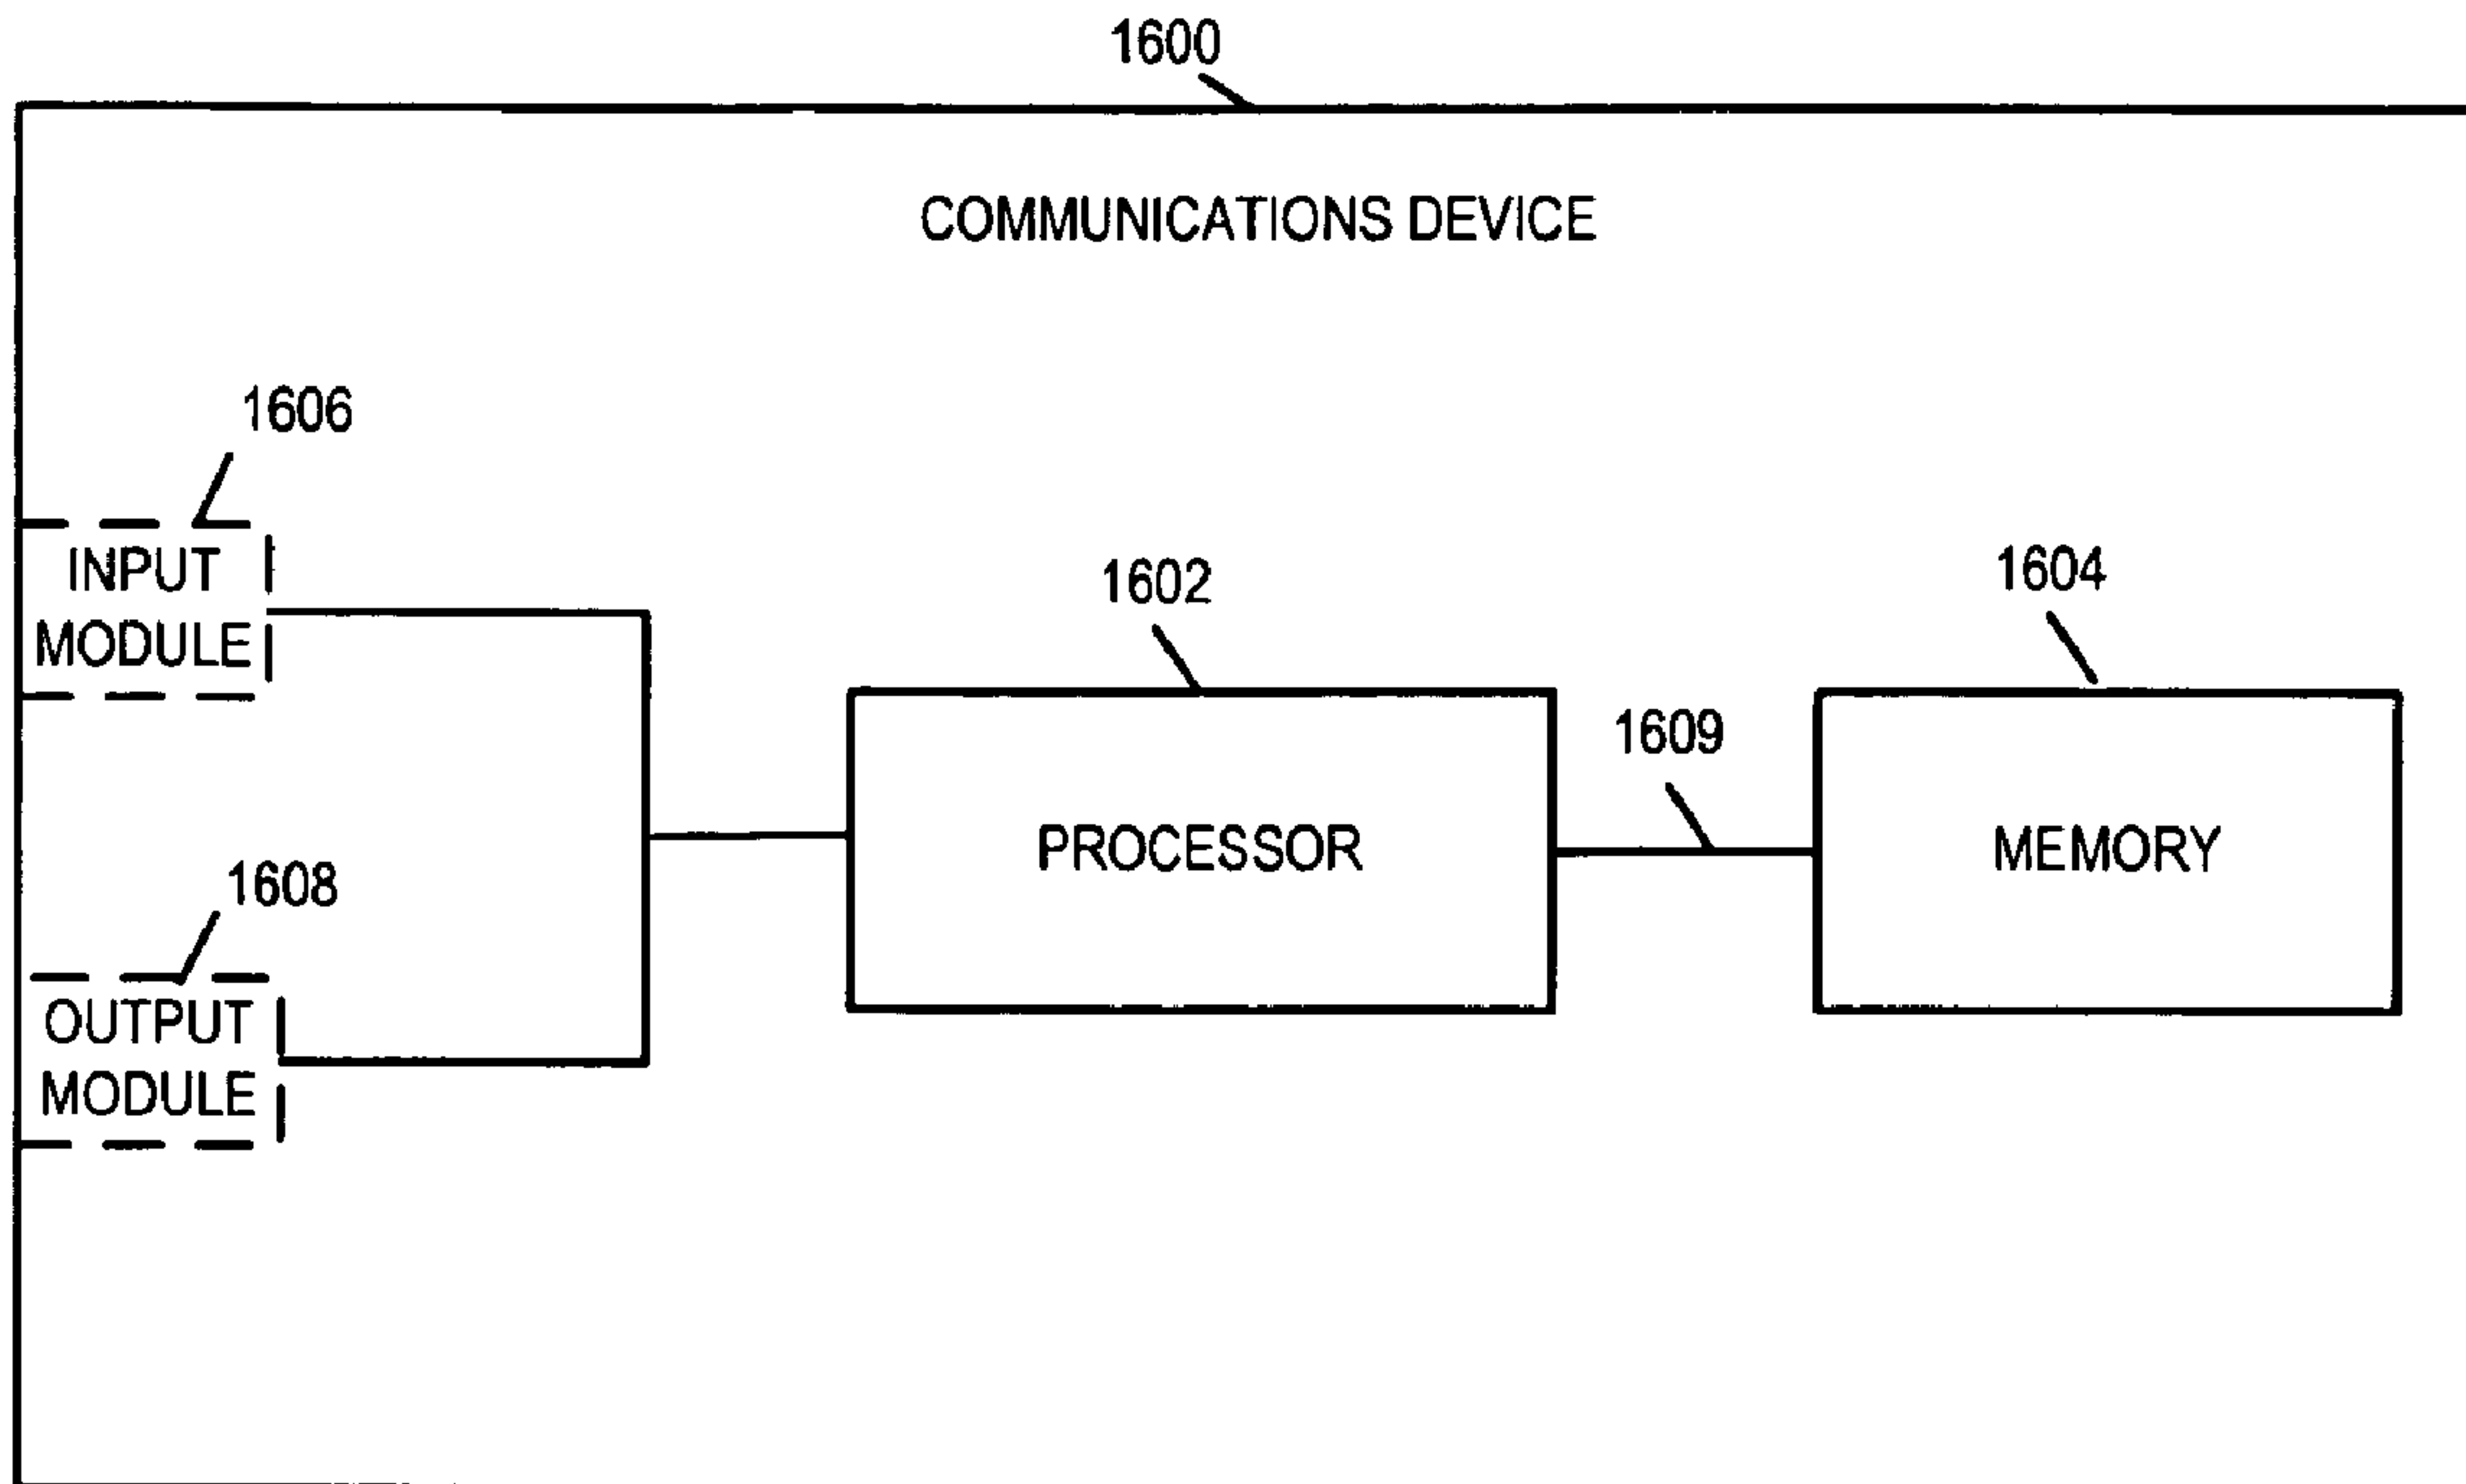 1600
COMMUNICATIONS DEVICE
1606
INPUT
MODULE
1602
1604
1609
PROCESSOR
MEMORY
1608
OUTPUT
MODULE